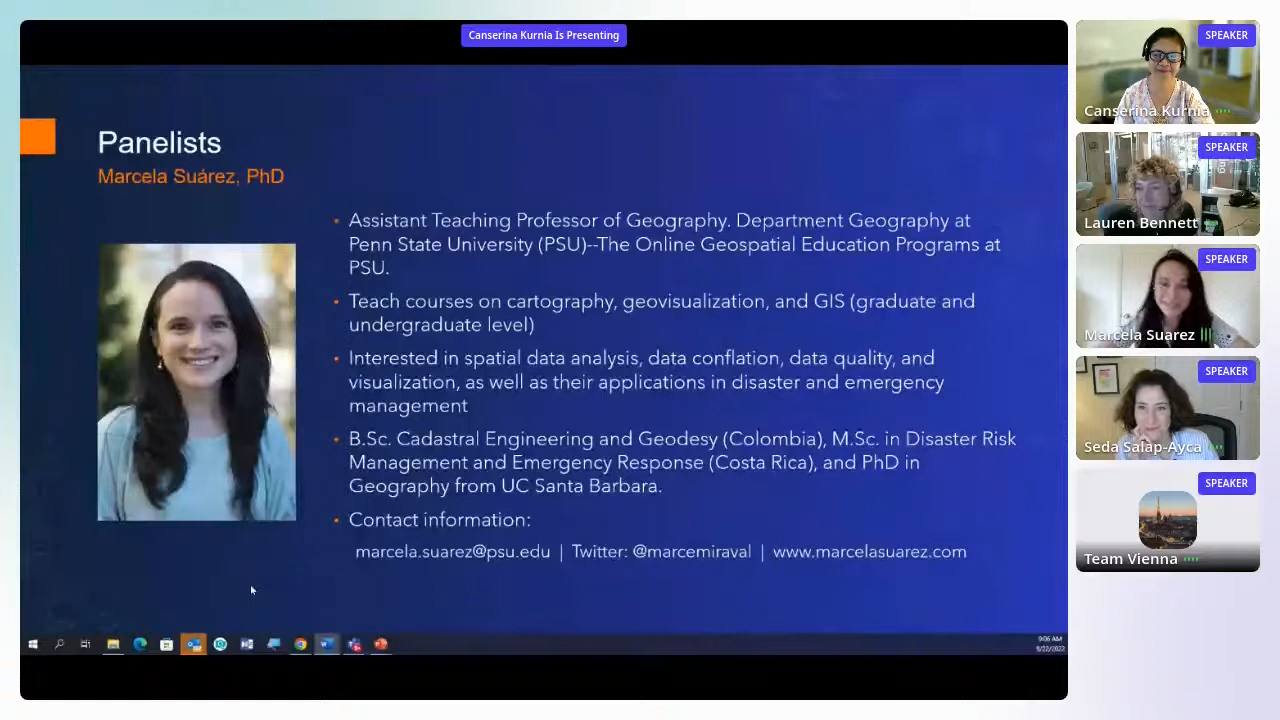 Canserina Kurnia Is Presenting
Panelists
Marcela Suárez, PhD
• Assistant Teaching Professor of Geography. Department Geography at
Penn State University (PSU)--The Online Geospatial Education Programs at
PSU.
• Teach courses on cartography, geovisualization, and GIS (graduate and
undergraduate level)
• Interested in spatial data analysis, data conflation, data quality, and
visualization, as well as their applications in disaster and emergency
management
• B.Sc. Cadastral Engineering and Geodesy (Colombia), M.Sc. in Disaster Risk
Management and Emergency Response (Costa Rica), and PhD in
Geography from UC Santa Barbara.
• Contact information:
marcela.suarez@psu.edu | Twitter: @marcemiraval | www.marcelasuarez.com
9:06 AM
SPEAKER
Canserina Kurnia
SPEAKER
Lauren Bennett
SPEAKER
Marcela Suarez
SPEAKER
Seda Salap-Ayca
SPEAKER
Team Vienna